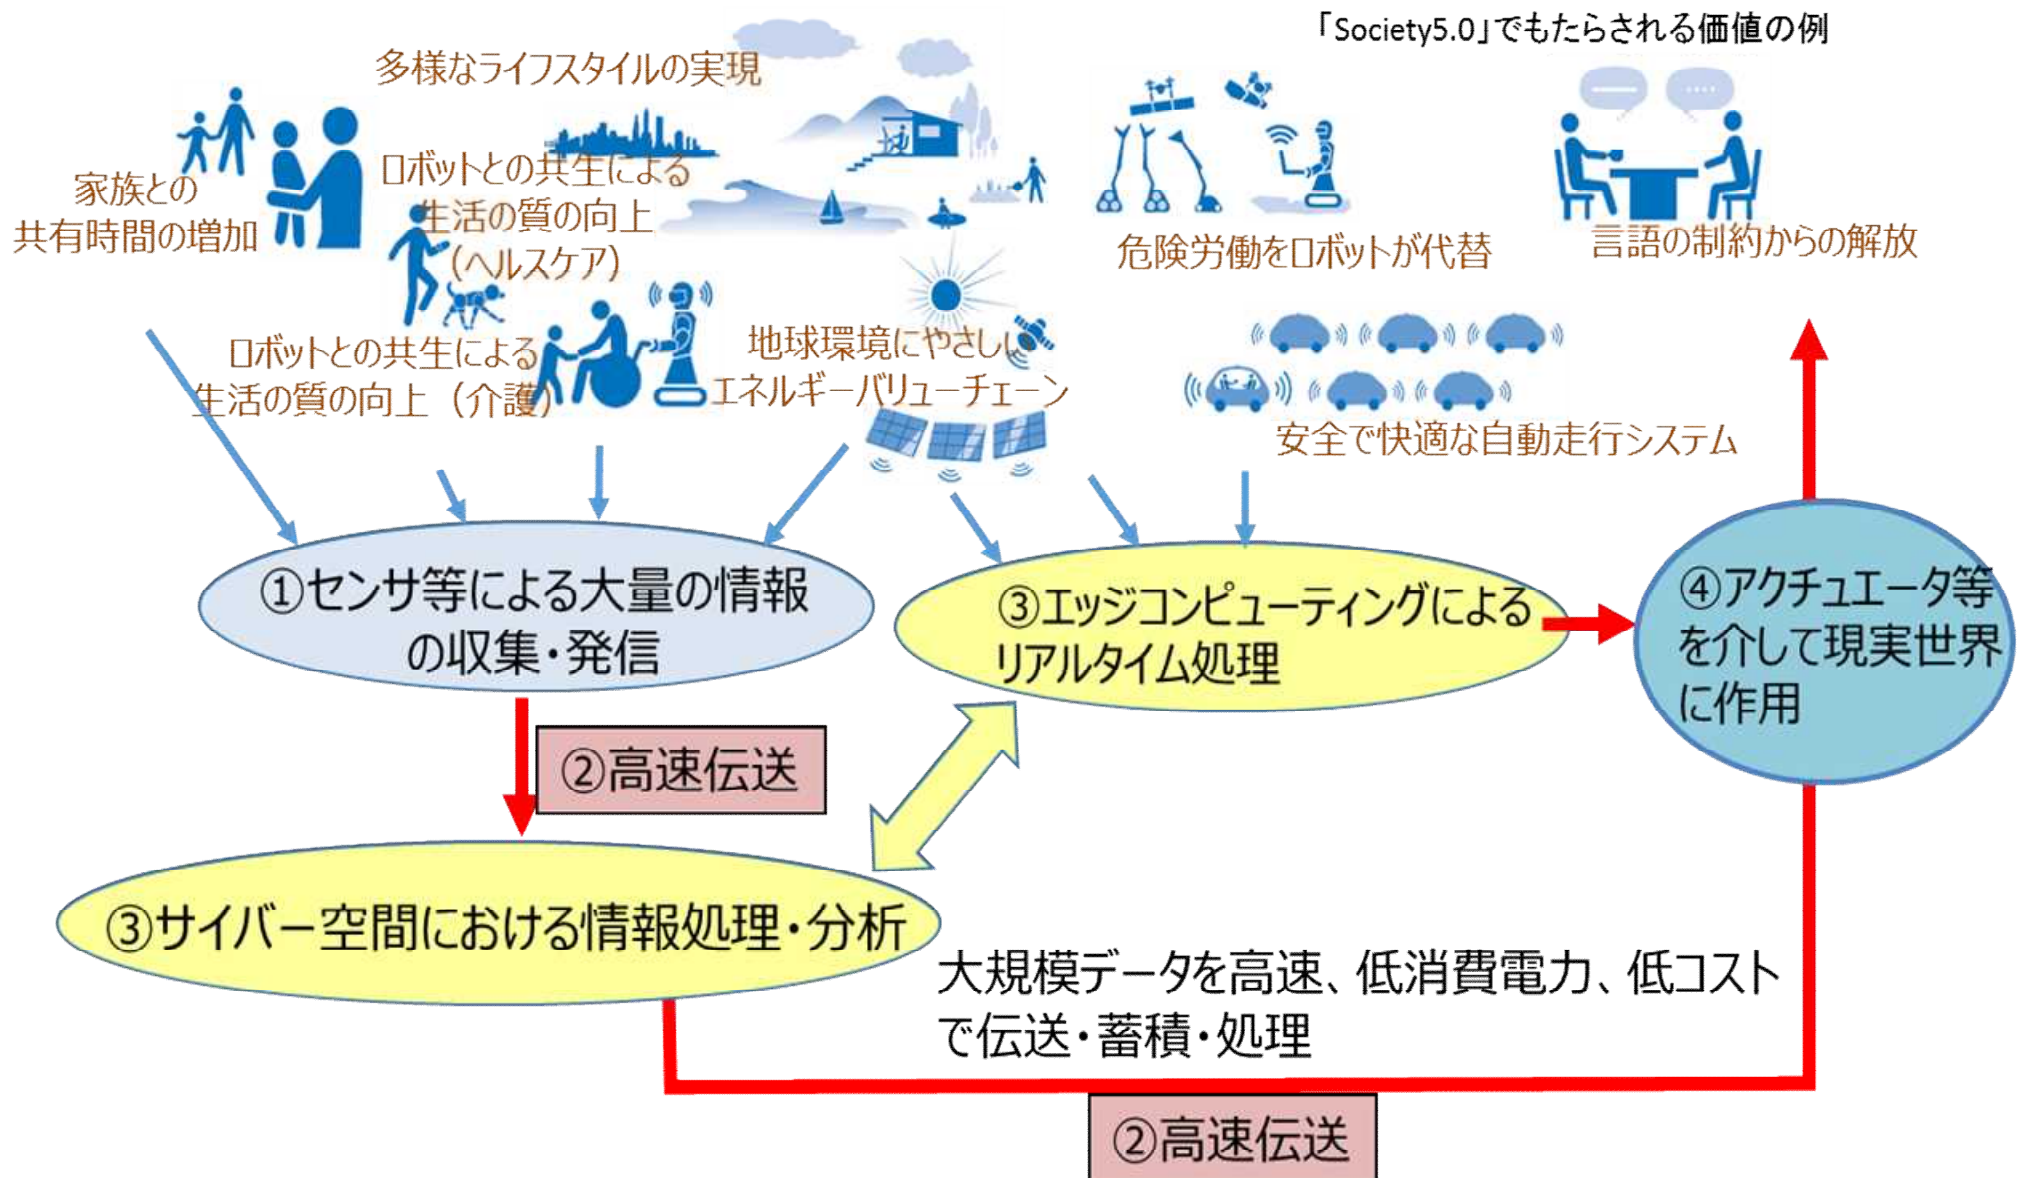 「Society5.0」でもたらされる価値の例
多様なライフスタイルの実現
家族との
共有時間の増加
ロボットとの共生による
生活の質の向上
(ヘルスケア)
危険労働をロボットが代替
言語の制約からの解放
ロボットとの共生による
生活の質の向上(介護)
地球環境にやさしい
エネルギーバリューチェーン
安全で快適な自動走行システム
①センサ等による大量の情報
の収集・発信
③エッジコンピューティングによる
リアルタイム処理
④アクチュエータ等
を介して現実世界
に作用
②高速伝送
③サイバー空間における情報処理・分析
大規模データを高速、低消費電力、低コスト
で伝送・蓄積・処理
②高速伝送